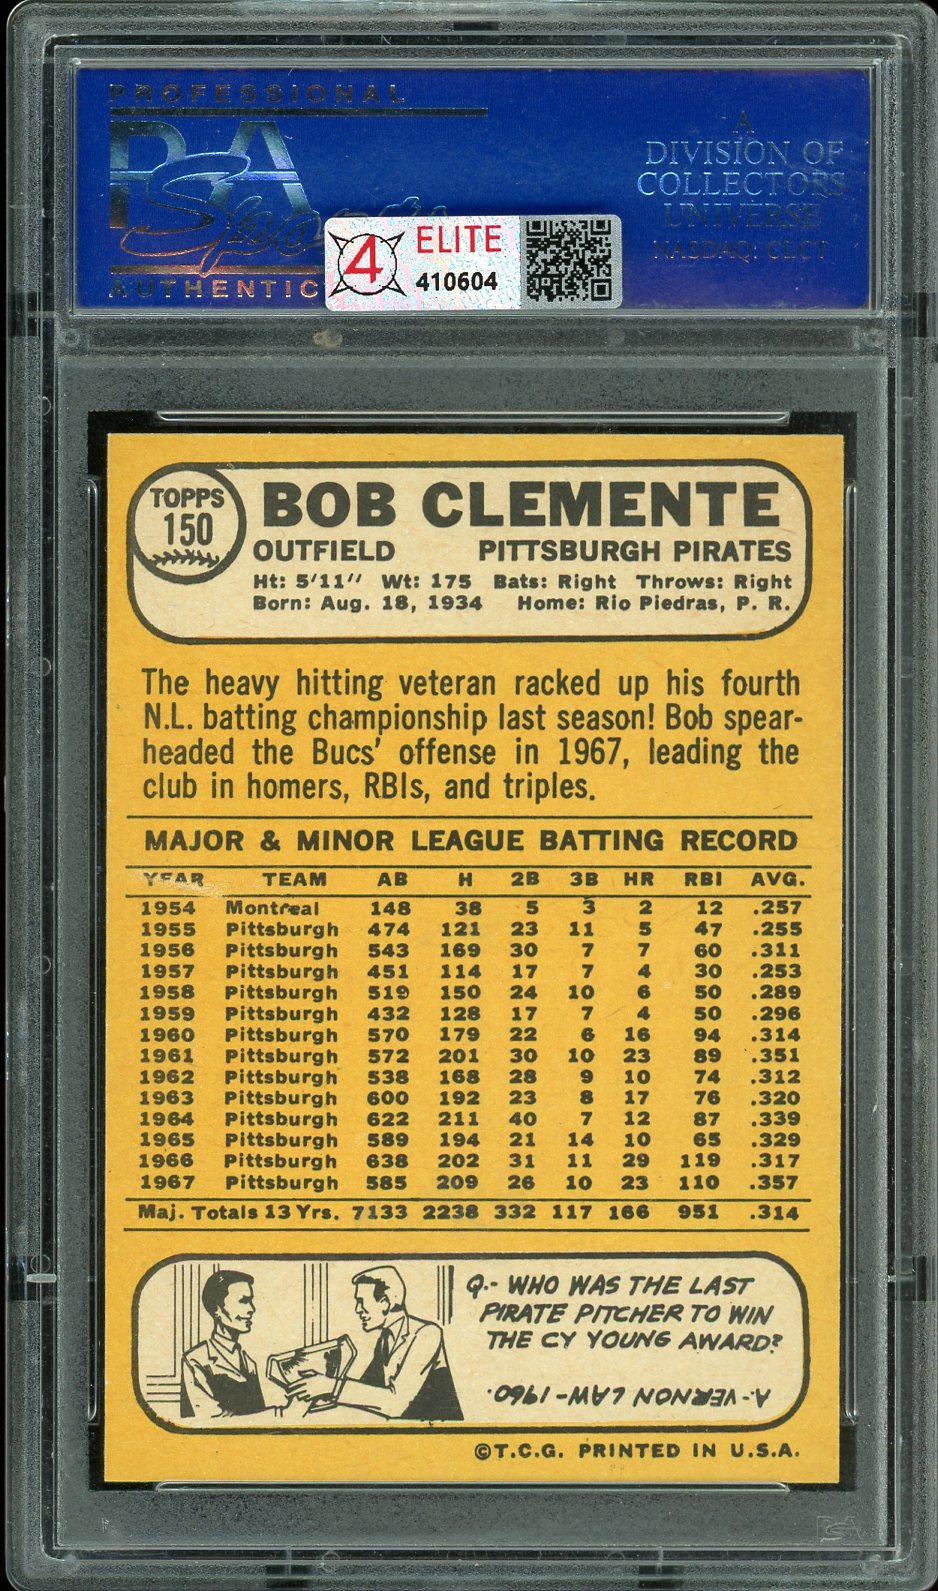 PROFESSIONAL
PSA
AUTHENTIC
A
DIVISION OF
COLLECTORS
UNIVERSE
NASDAQ: CLCT
4
ELITE
410604
TOPPS
150
BOB CLEMENTE
OUTFIELD PITTSBURGH PIRATES
Ht: 5'11'' Wt: 175 Bats: Right Throws: Right
Born: Aug. 18, 1934 Home: Rio Piedras, P. R.
The heavy hitting veteran racked up his fourth
N.L. batting championship last season! Bob spear-
headed the Bucs' offense in 1967, leading the
club in homers, RBIs, and triples.
MAJOR & MINOR LEAGUE BATTING RECORD
YEAR TEAM AB H 2B 3B HR RBI AVG.
1954 Montreal 148 38 5 3 2 12 .257
1955 Pittsburgh 474 121 23 11 5 47 .255
1956 Pittsburgh 543 169 30 7 7 60 .311
1957 Pittsburgh 451 114 17 7 4 30 .253
1958 Pittsburgh 519 150 24 10 6 50 .289
1959 Pittsburgh 432 128 17 7 4 50 .296
1960 Pittsburgh 570 179 22 6 16 94 .314
1961 Pittsburgh 572 201 30 10 23 89 .351
1962 Pittsburgh 538 168 28 9 10 74 .312
1963 Pittsburgh 600 192 23 8 17 76 .320
1964 Pittsburgh 622 211 40 7 12 87 .339
1965 Pittsburgh 589 194 21 14 10 65 .329
1966 Pittsburgh 638 202 31 11 29 119 .317
1967 Pittsburgh 585 209 26 10 23 110 .357
Maj. Totals 13 Yrs. 7133 2238 332 117 166 951 .314
Q.- WHO WAS THE LAST
PIRATE PITCHER TO WIN
THE CY YOUNG AWARD?
A.- VERNON LAW - 1960.
©T.C.G. PRINTED IN U.S.A.